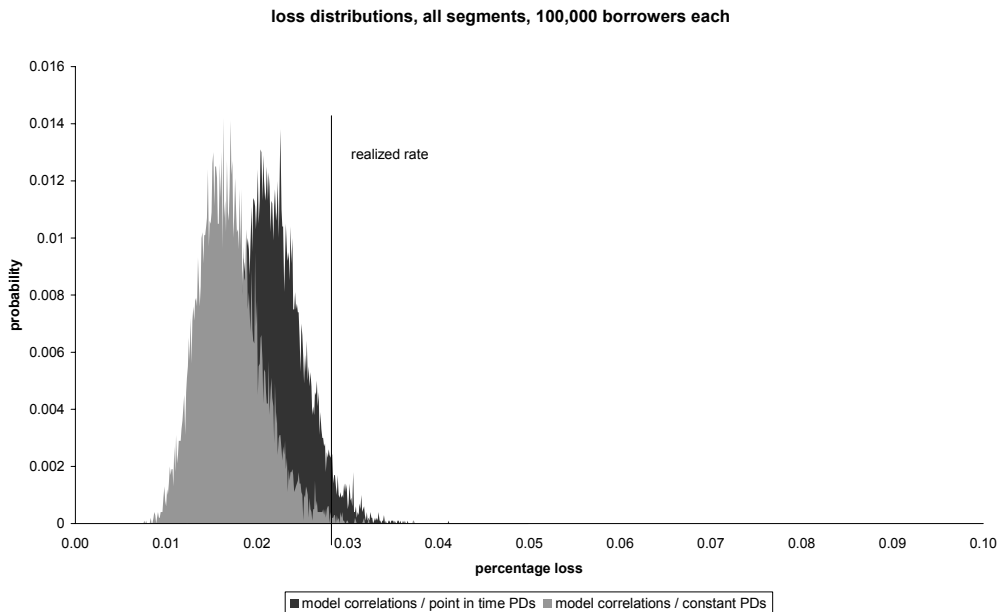 loss distributions, all segments, 100,000 borrowers each
0.016
0.014
0.012
0.01
0.008
0.006
0.004
0.002
0
probability
realized rate
0.00 0.01 0.02 0.03 0.04 0.05 0.06 0.07 0.08 0.09 0.10
percentage loss
model correlations / point in time PDs model correlations / constant PDs